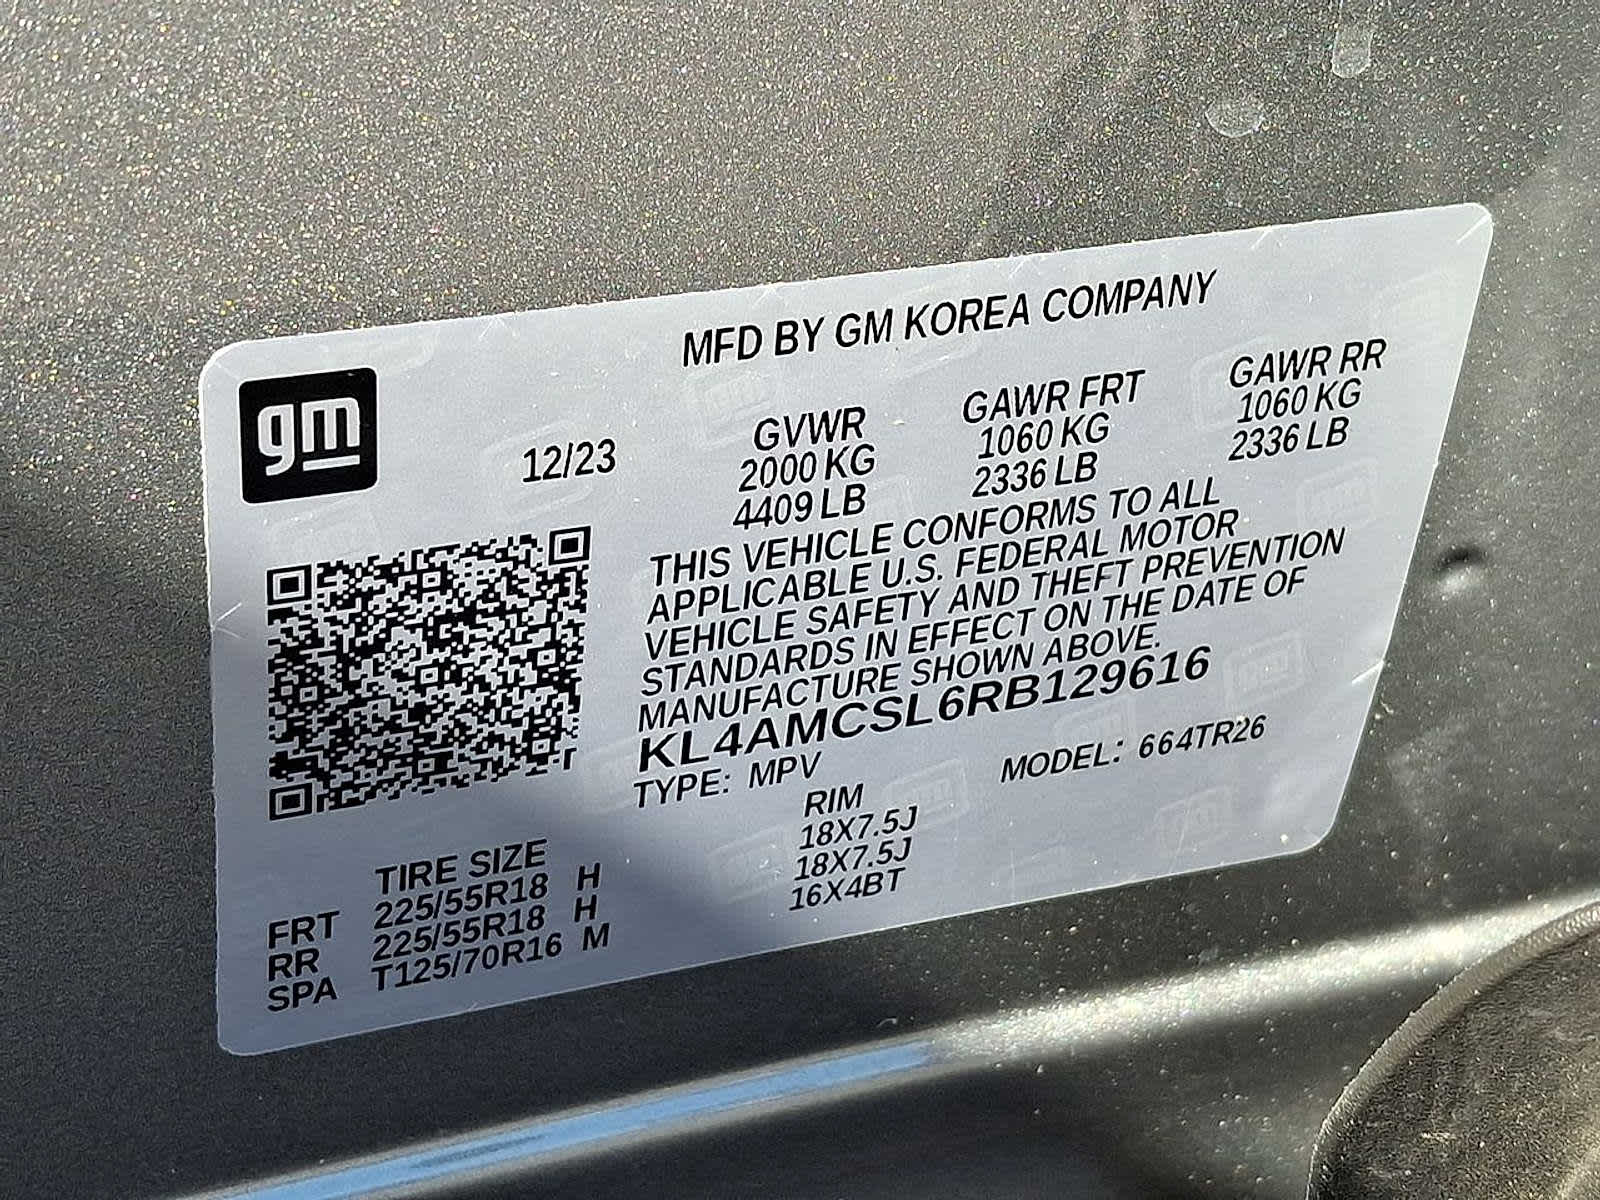 MFD BY GM KOREA COMPANY
gm
12/23
GVWR GAWR FRT GAWR RR
2000 KG 1060 KG 1060 KG
4409 LB 2336 LB 2336 LB
THIS VEHICLE CONFORMS TO ALL
APPLICABLE U.S. FEDERAL MOTOR
VEHICLE SAFETY AND THEFT PREVENTION
STANDARDS IN EFFECT ON THE DATE OF
MANUFACTURE SHOWN ABOVE.
KL4AMCSL6RB129616
TYPE: MPV MODEL: 664TR26
TIRE SIZE RIM
FRT 225/55R18 H 18X7.5J
RR 225/55R18 H 18X7.5J
SPA T125/70R16 M 16X4BT